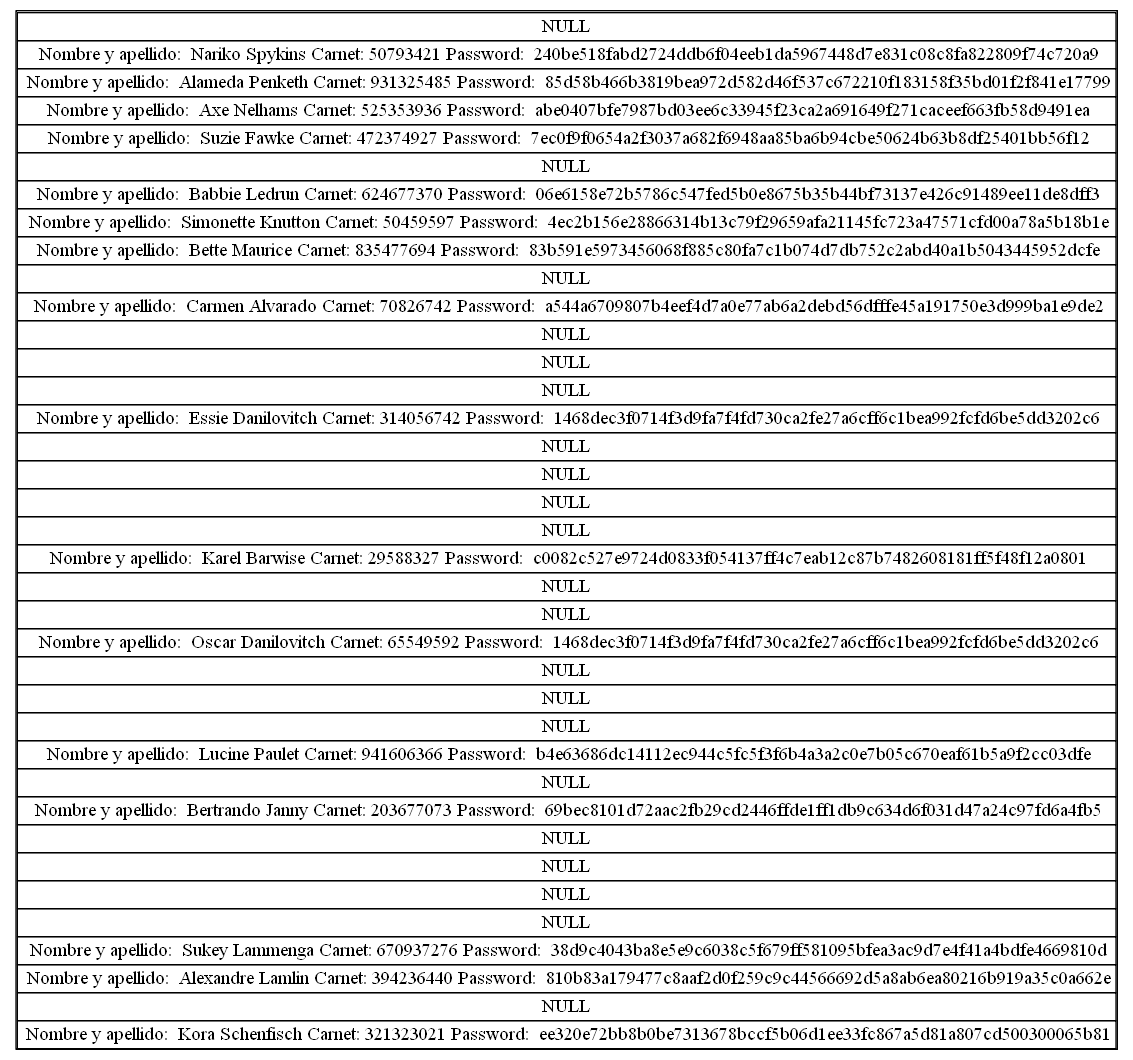 NULL
Nombre y apellido: Nariko Spykins Carnet: 50793421 Password: 240be518fabd2724ddb6f04eeb1da5967448d7e831c08c8fa822809f74c720a9
Nombre y apellido: Alameda Penketh Carnet: 931325485 Password: 85d58b466b3819bea972d582d46f537c672210f183158f35bd01f2f841e17799
Nombre y apellido: Axe Nelhams Carnet: 525353936 Password: abe0407bfe7987bd03ee6c33945f23ca2a691649f271caceef663fb58d9491ea
Nombre y apellido: Suzie Fawke Carnet: 472374927 Password: 7ec0f9f0654a2f3037a682f6948aa85ba6b94cbe50624b63b8df25401bb56f12
NULL
Nombre y apellido: Babbie Ledrun Carnet: 624677370 Password: 06e6158e72b5786c547fed5b0e8675b35b44bf73137e426c91489ee11de8dff3
Nombre y apellido: Simonette Knutton Carnet: 50459597 Password: 4ec2b156e28866314b13c79f29659afa21145fc723a47571cfd00a78a5b18b1e
Nombre y apellido: Bette Maurice Carnet: 835477694 Password: 83b591e5973456068f885c80fa7c1b074d7db752c2abd40a1b5043445952dcfe
NULL
Nombre y apellido: Carmen Alvarado Carnet: 70826742 Password: a544a6709807b4eef4d7a0e77ab6a2debd56dfffe45a191750e3d999ba1e9de2
NULL
NULL
NULL
Nombre y apellido: Essie Danilovitch Carnet: 314056742 Password: 1468dec3f0714f3d9fa7f4fd730ca2fe27a6cff6c1bea992fcfd6be5dd3202c6
NULL
NULL
NULL
NULL
Nombre y apellido: Karel Barwise Carnet: 29588327 Password: c0082c527e9724d0833f054137ff4c7eab12c87b7482608181ff5f48f12a0801
NULL
NULL
Nombre y apellido: Oscar Danilovitch Carnet: 65549592 Password: 1468dec3f0714f3d9fa7f4fd730ca2fe27a6cff6c1bea992fcfd6be5dd3202c6
NULL
NULL
NULL
Nombre y apellido: Lucine Paulet Carnet: 941606366 Password: b4e63686dc14112ec944c5fc5f3f6b4a3a2c0e7b05c670eaf61b5a9f2cc03dfe
NULL
Nombre y apellido: Bertrando Janny Carnet: 203677073 Password: 69bec8101d72aac2fb29cd2446ffde1ff1db9c634d6f031d47a24c97fd6a4fb5
NULL
NULL
NULL
NULL
Nombre y apellido: Sukey Lammenga Carnet: 670937276 Password: 38d9c4043ba8e5e9c6038c5f679ff581095bfea3ac9d7e4f41a4bdfe4669810d
Nombre y apellido: Alexandre Lamlin Carnet: 394236440 Password: 810b83a179477c8aaf2d0f259c9c44566692d5a8ab6ea80216b919a35c0a662e
NULL
Nombre y apellido: Kora Schenfisch Carnet: 321323021 Password: ee320e72bb8b0be7313678bccf5b06d1ee33fc867a5d81a807cd500300065b81